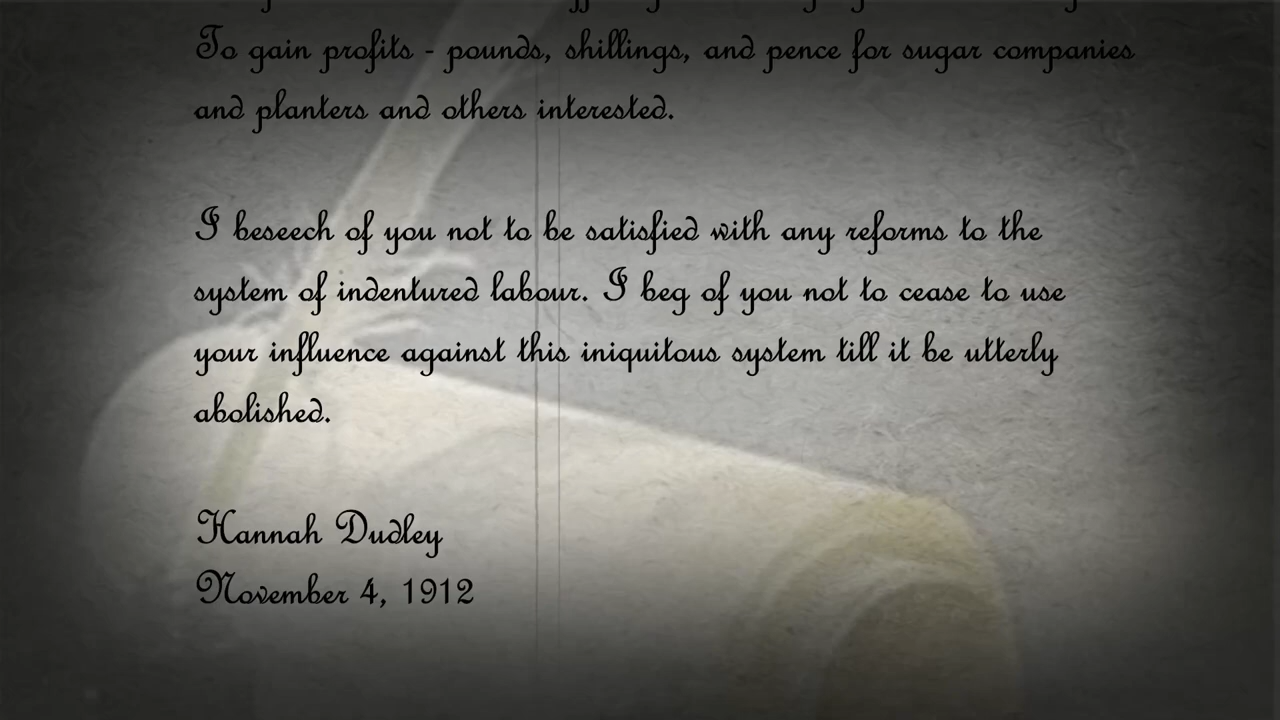 To gain profits - pounds, shillings, and pence for sugar companies
and planters and others interested.
I beseech of you not to be satisfied with any reforms to the
system of indentured labour. I beg of you not to cease to use
your influence against this iniquitous system till it be utterly
abolished.
Hannah Dudley
November 4, 1912